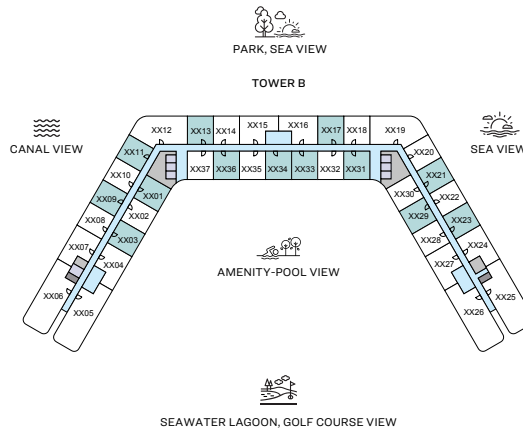 PARK, SEA VIEW
TOWER B
CANAL VIEW
SEA VIEW
XX12
XX13
XX14
XX15
XX16
XX17
XX18
XX19
XX11
XX10
XX09
XX08
XX07
XX06
XX05
XX04
XX03
XX02
XX01
XX37
XX36
XX35
XX34
XX33
XX32
XX31
XX30
XX29
XX28
XX27
XX26
XX20
XX21
XX22
XX23
XX24
XX25
AMENITY-POOL VIEW
SEAWATER LAGOON, GOLF COURSE VIEW